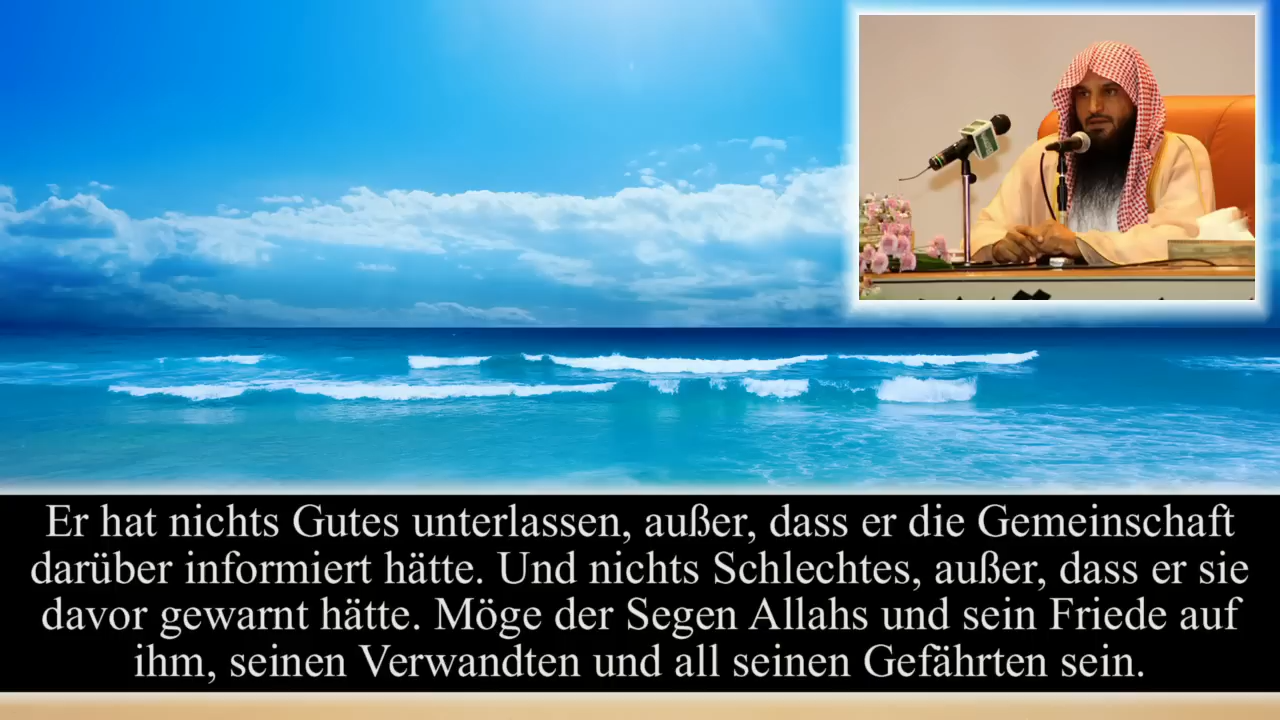 Er hat nichts Gutes unterlassen, außer, dass er die Gemeinschaft
darüber informiert hätte. Und nichts Schlechtes, außer, dass er sie
davor gewarnt hätte. Möge der Segen Allahs und sein Friede auf
ihm, seinen Verwandten und all seinen Gefährten sein.